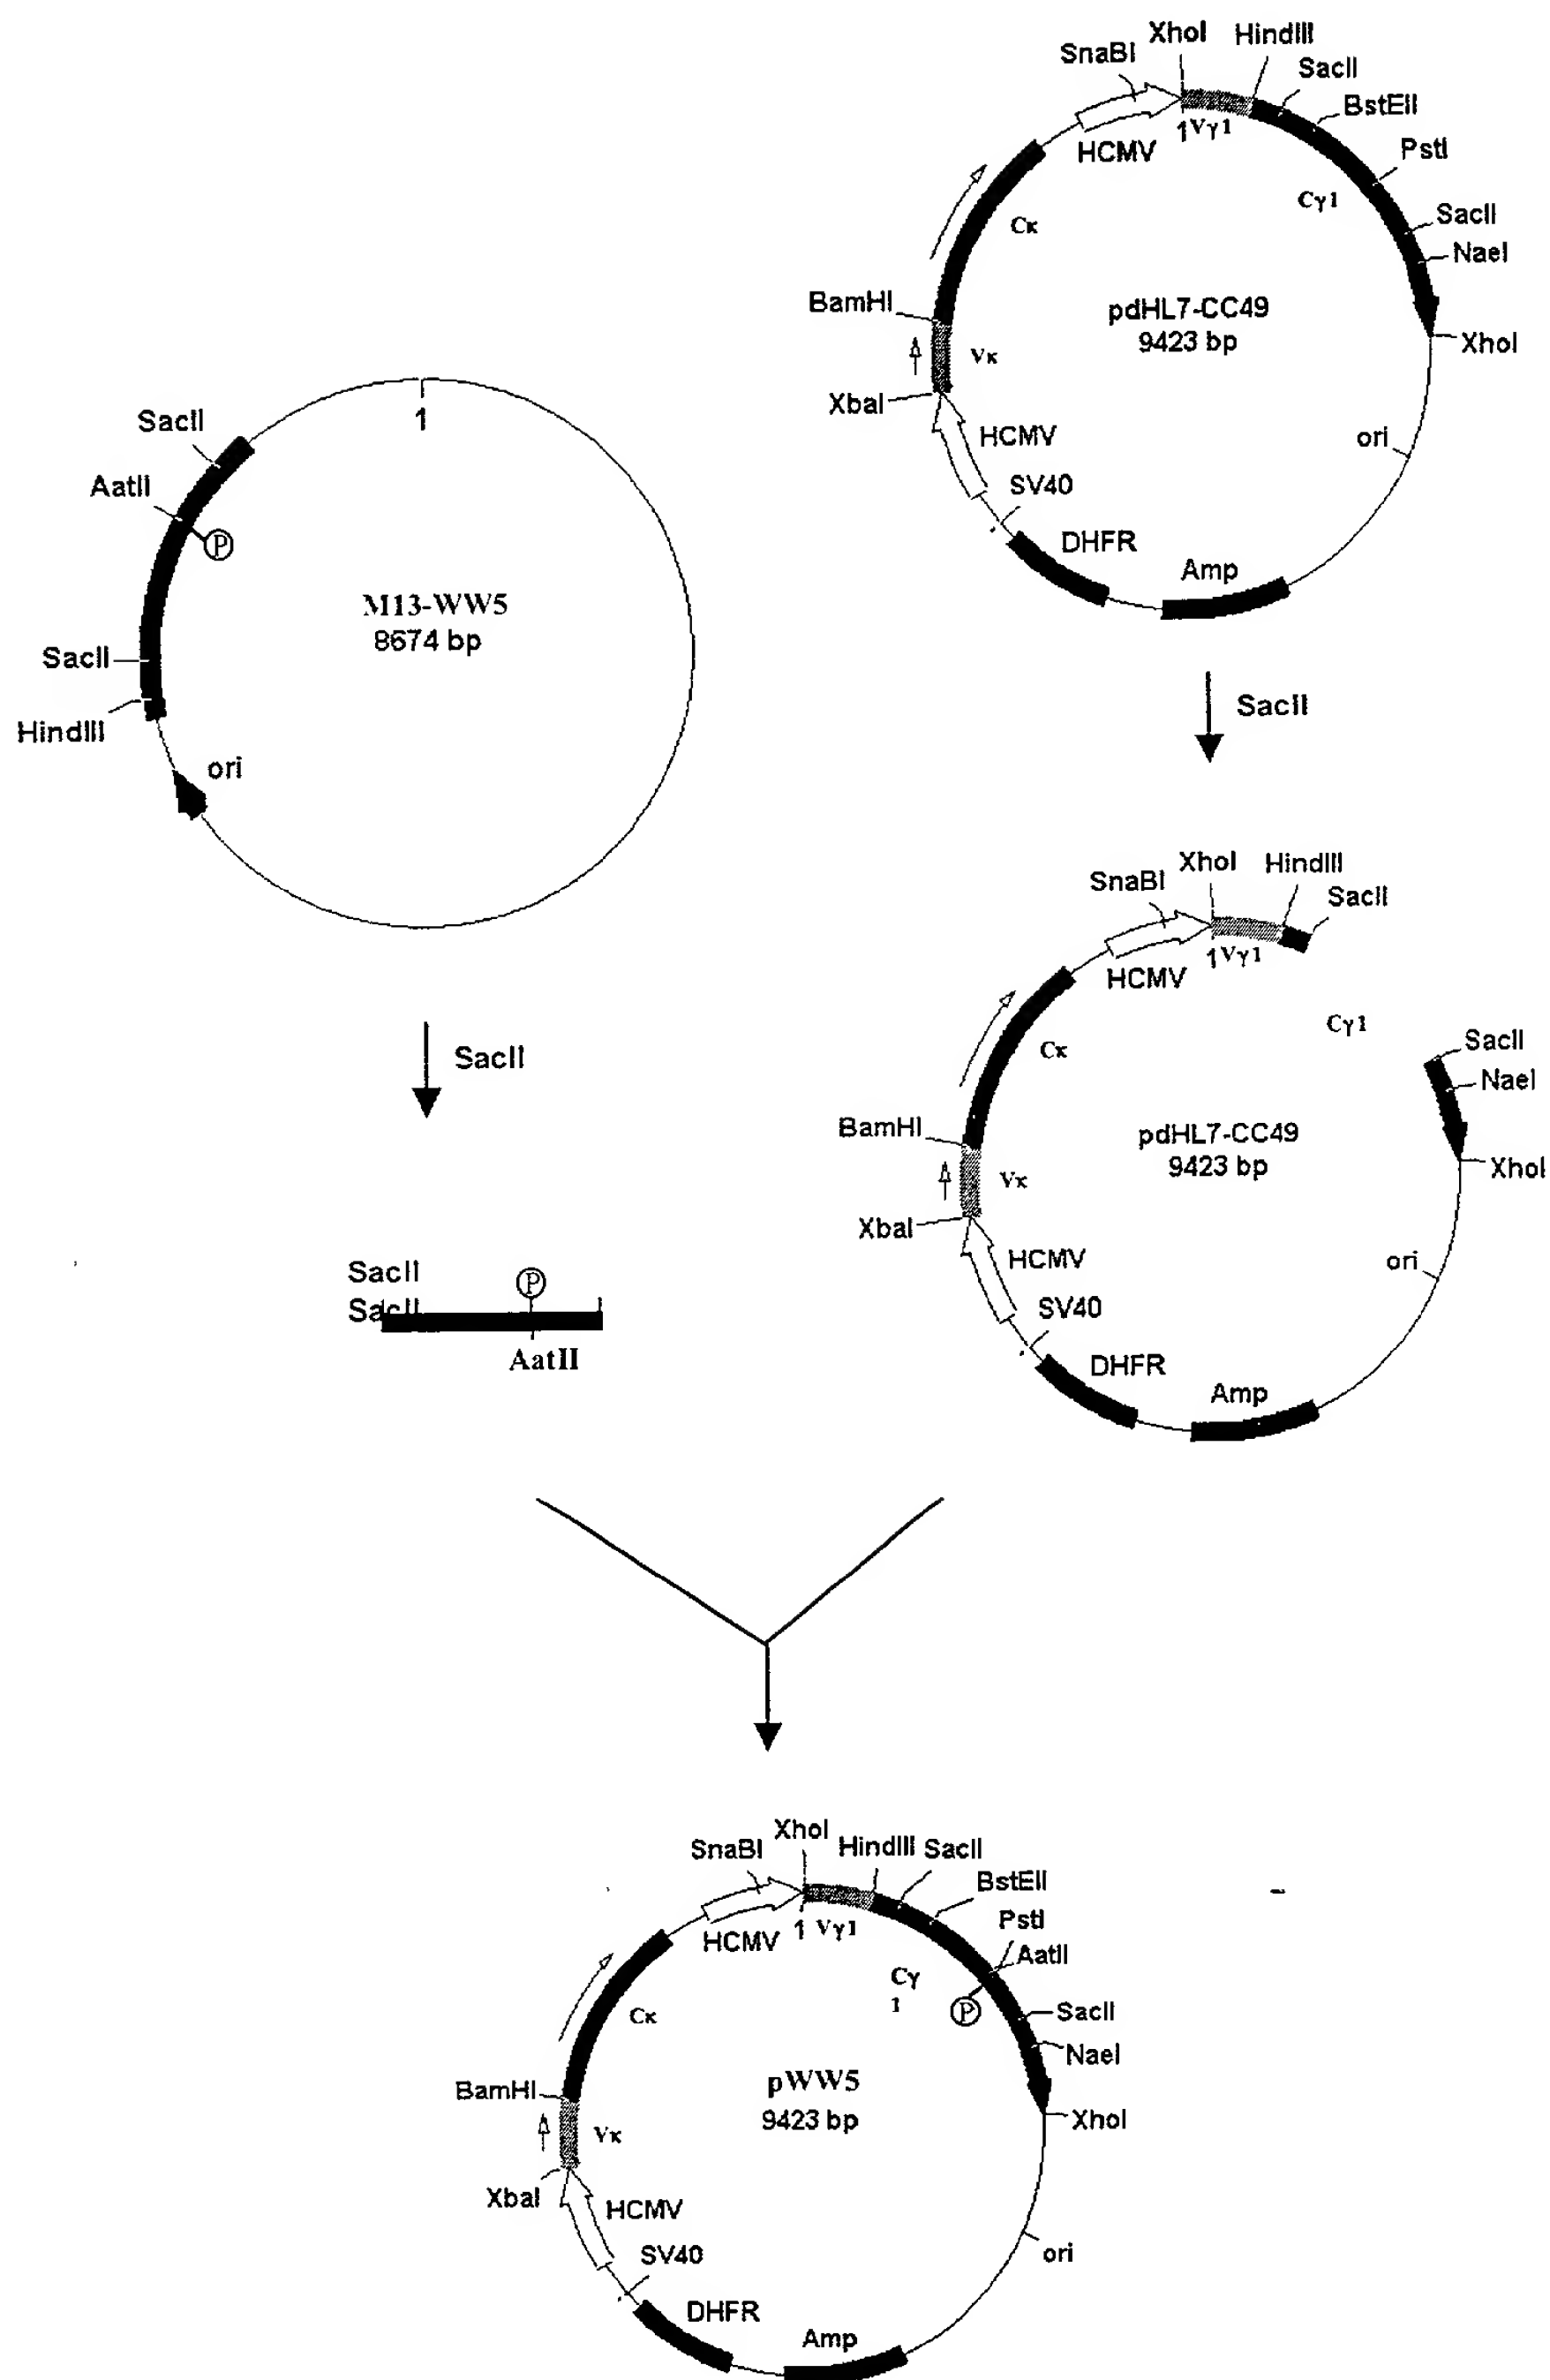 XhoI
HindIII
SnaBI
SacII
BstEII
1
Vγ1
HCMV
PstI
Cγ1
Cκ
SacII
NaeI
BamHI
pdHL7-CC49
9423 bp
XhoI
Vκ
XbaI
HCMV
ori
SV40
DHFR
Amp
1
SacII
AatII
P
M13-WW5
8674 bp
SacII
HindIII
ori
SacII
SacII
XhoI
HindIII
SnaBI
SacII
1
Vγ1
HCMV
Cγ1
Cκ
SacII
NaeI
BamHI
pdHL7-CC49
9423 bp
XhoI
Vκ
XbaI
HCMV
ori
SV40
DHFR
Amp
SacII
SacII
P
AatII
XhoI
SnaBI
HindIII
SacII
BstEII
1
Vγ1
HCMV
PstI
AatII
Cγ
1
P
Cκ
SacII
NaeI
BamHI
pWW5
9423 bp
XhoI
Vκ
XbaI
HCMV
ori
SV40
DHFR
Amp